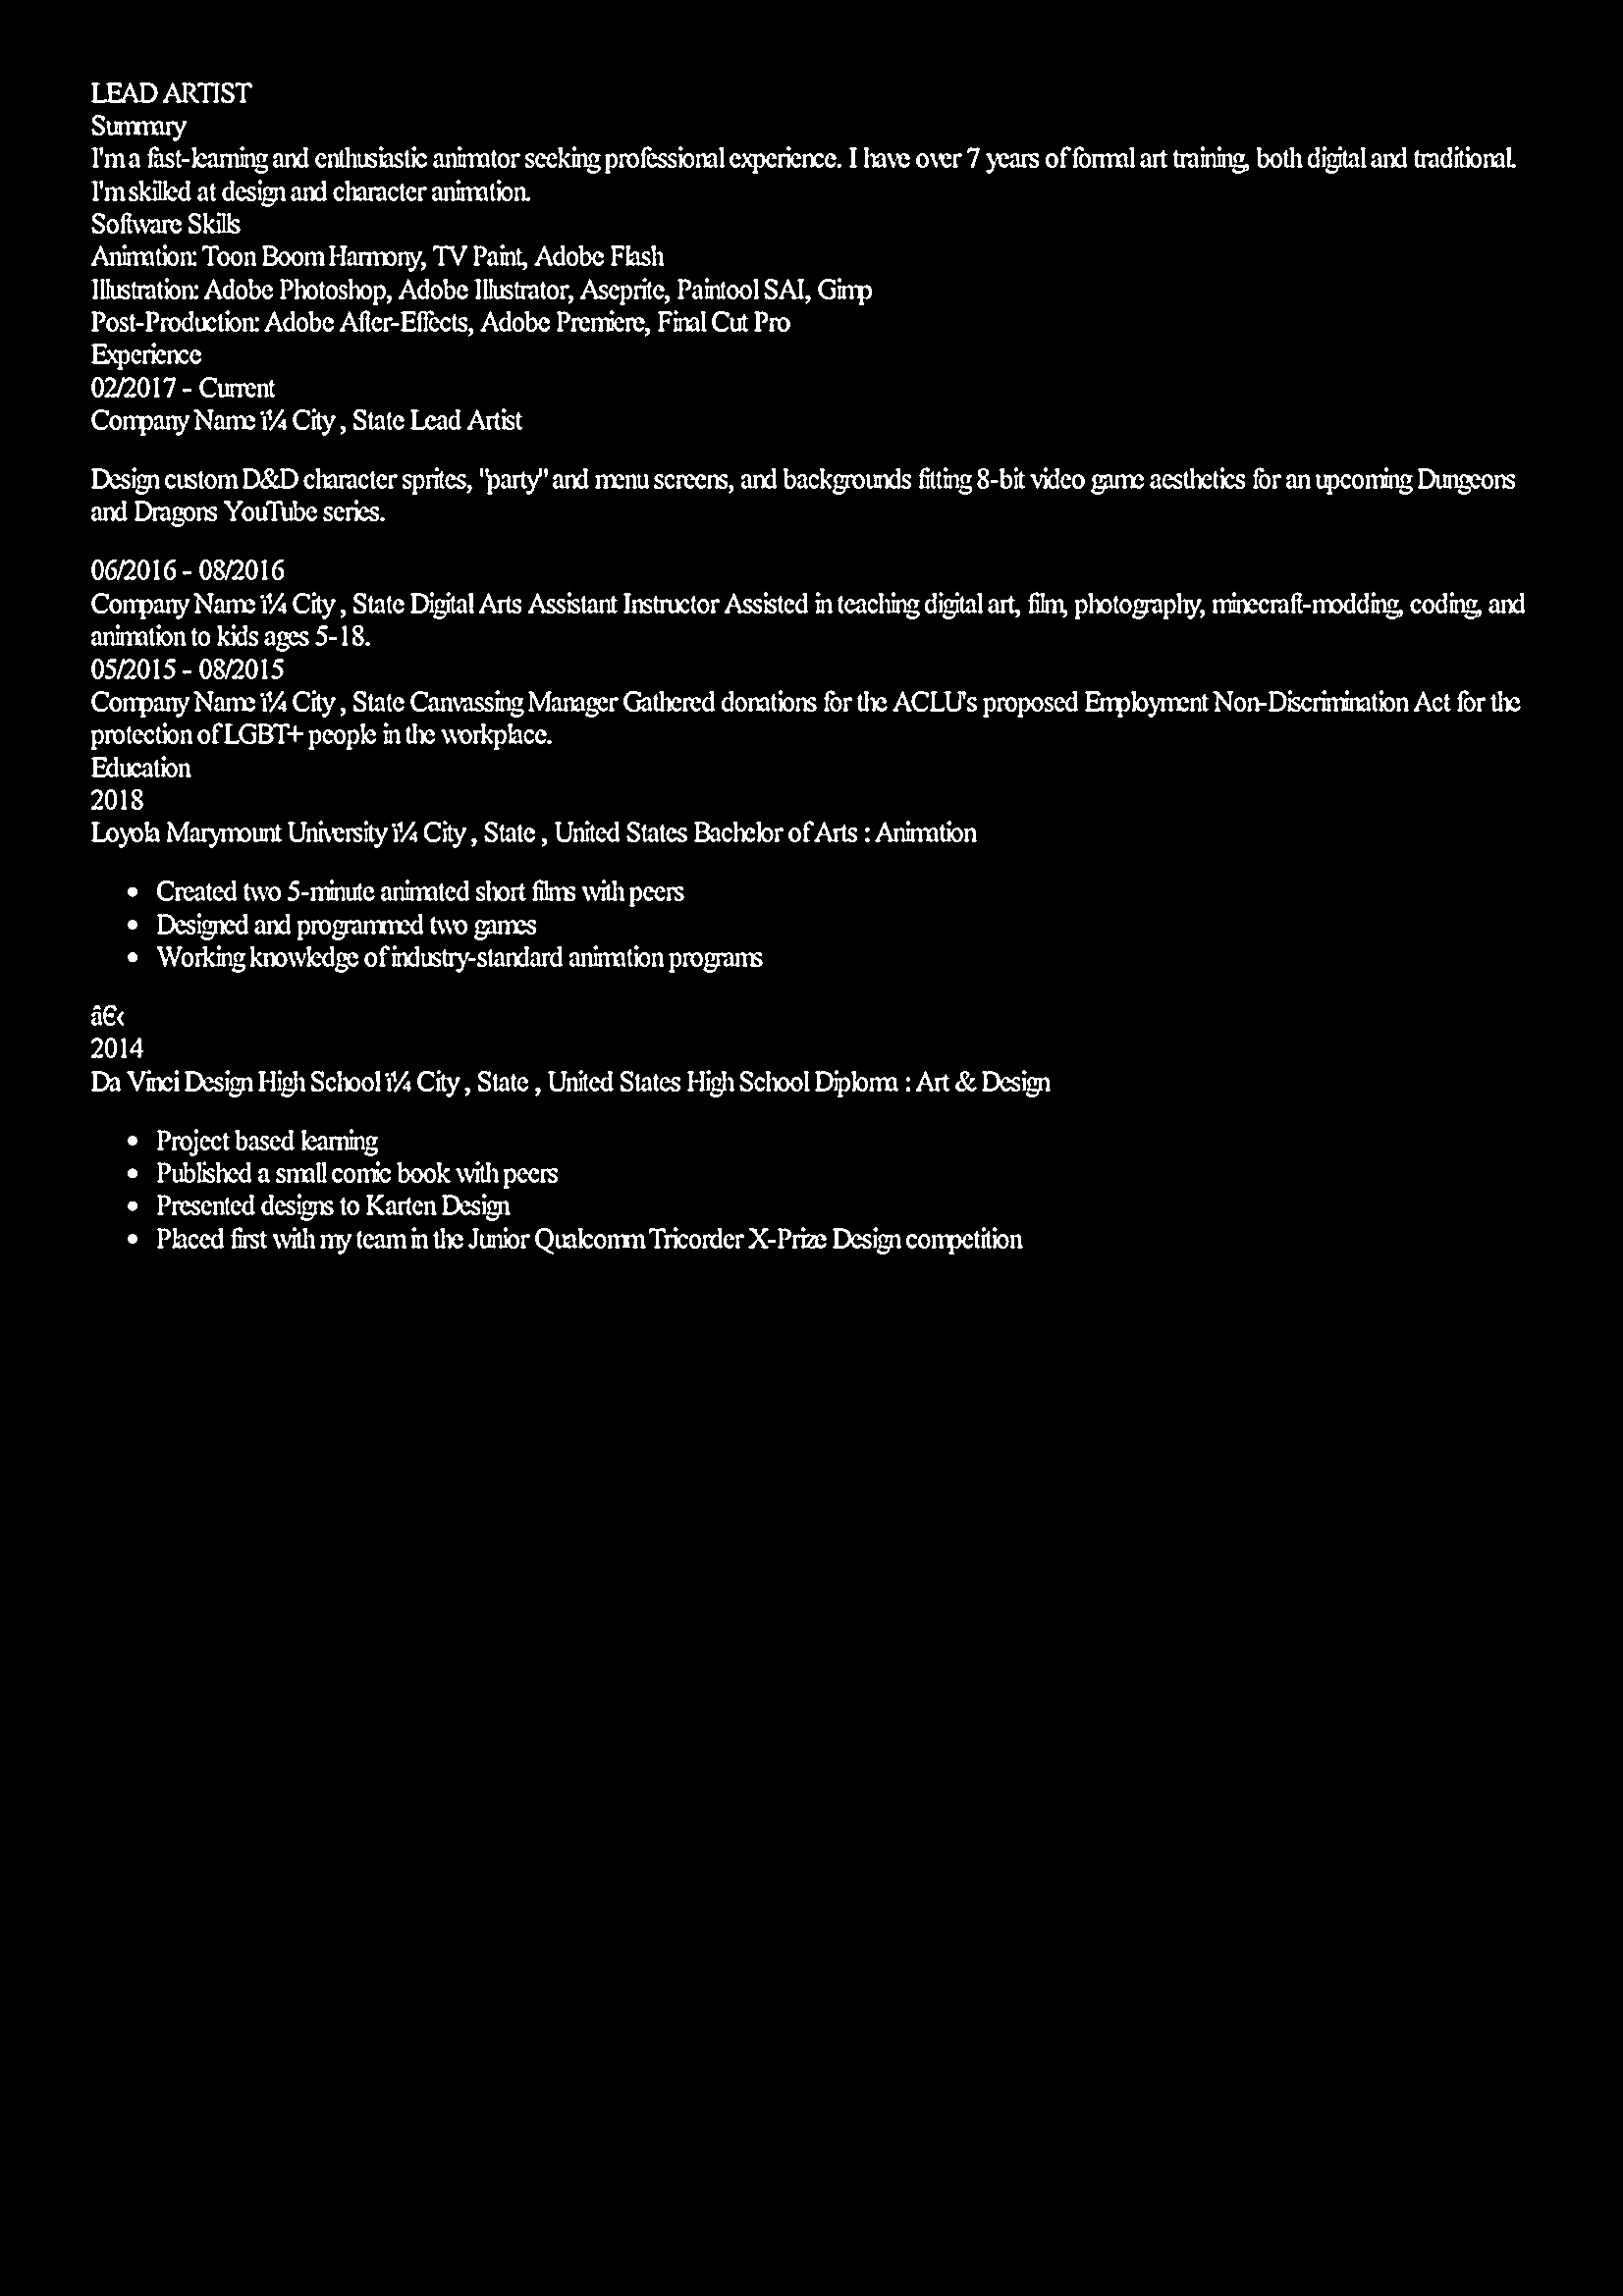 LEAD ARTIST
Summary
I'm a fast-learning and enthusiastic animator seeking professional experience. I have over 7 years of formal art training, both digital and traditional.
I'm skilled at design and character animation.
Software Skills
Animation: Toon Boom Harmony, TV Paint, Adobe Flash
Illustration: Adobe Photoshop, Adobe Illustrator, Aseprite, Paintool SAI, Gimp
Post-Production: Adobe After-Effects, Adobe Premiere, Final Cut Pro
Experience
02/2017 - Current
Company Name ï¼ City , State Lead Artist
Design custom D&D character sprites, "party" and menu screens, and backgrounds fitting 8-bit video game aesthetics for an upcoming Dungeons
and Dragons YouTube series.
06/2016 - 08/2016
Company Name ï¼ City , State Digital Arts Assistant Instructor Assisted in teaching digital art, film, photography, minecraft-modding, coding, and
animation to kids ages 5-18.
05/2015 - 08/2015
Company Name ï¼ City , State Canvassing Manager Gathered donations for the ACLU's proposed Employment Non-Discrimination Act for the
protection of LGBT+ people in the workplace.
Education
2018
Loyola Marymount University ï¼ City , State , United States Bachelor of Arts : Animation
• Created two 5-minute animated short films with peers
• Designed and programmed two games
• Working knowledge of industry-standard animation programs
â€‹
2014
Da Vinci Design High School ï¼ City , State , United States High School Diploma : Art & Design
• Project based learning
• Published a small comic book with peers
• Presented designs to Karten Design
• Placed first with my team in the Junior Qualcomm Tricorder X-Prize Design competition